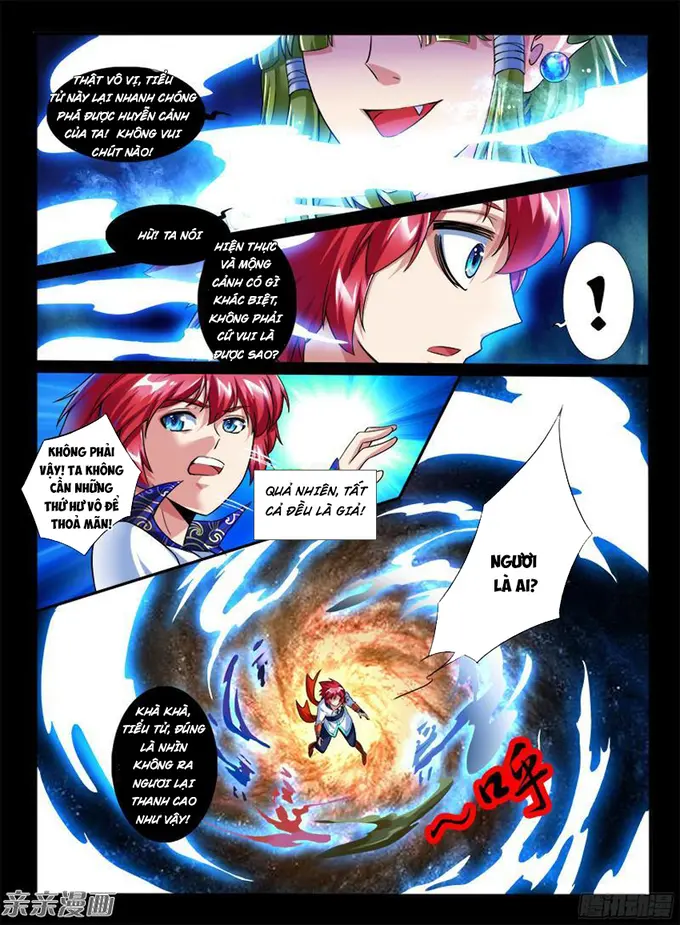 THẬT VÔ VỊ, TIỂU
TỬ NÀY LẠI NHANH CHÓNG
PHÁ ĐƯỢC HUYỄN CẢNH
CỦA TA! KHÔNG VUI
CHÚT NÀO!
HỪ! TA NÓI
HIỆN THỰC
VÀ MỘNG
CẢNH CÓ GÌ
KHÁC BIỆT,
KHÔNG PHẢI
CỨ VUI LÀ
ĐƯỢC SAO?
!
KHÔNG PHẢI
VẬY! TA KHÔNG
CẦN NHỮNG
THỨ HƯ VÔ ĐỂ
THOẢ MÃN!
QUẢ NHIÊN, TẤT
CẢ ĐỀU LÀ GIẢ!
NGƯƠI
LÀ AI?
KHÀ KHÀ,
TIỂU TỬ, ĐÚNG
LÀ NHÌN
KHÔNG RA
NGƯƠI LẠI
THANH CAO
NHƯ VẬY!
~呼
亲亲漫画
腾讯动漫